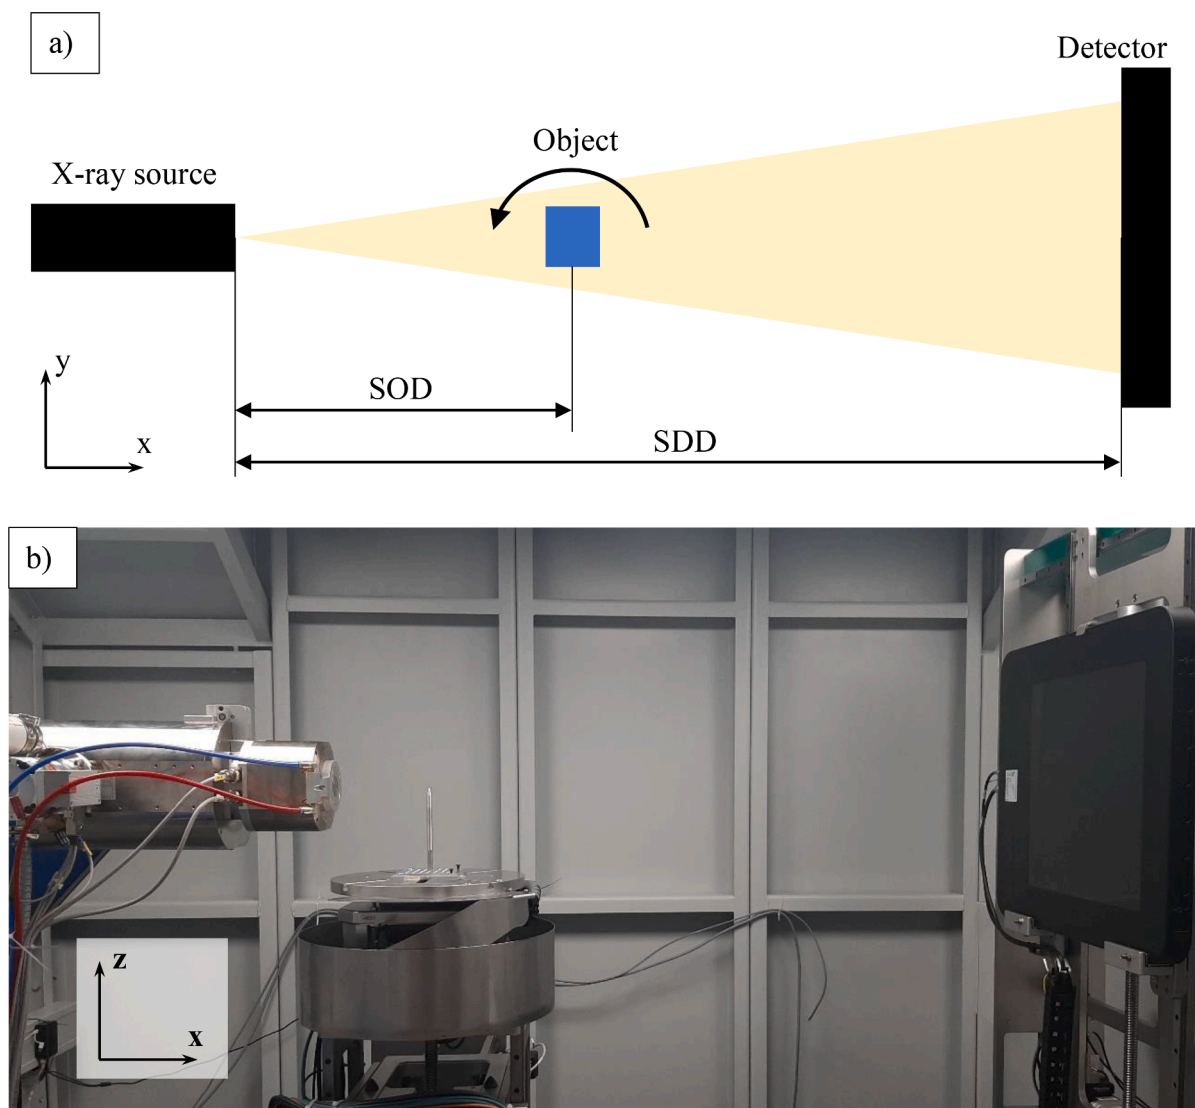 a)
Detector
Object
X-ray source
y
SOD
x
SDD
b)
z
x